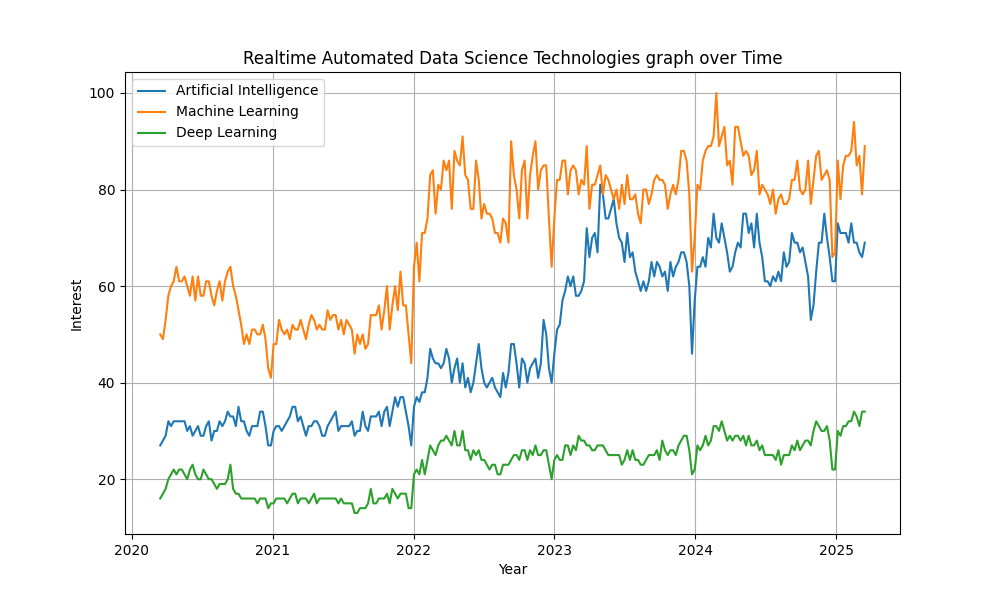 Realtime Automated Data Science Technologies graph over Time
Artificial Intelligence
Machine Learning
Deep Learning
100
80
60
40
20
Interest
2020 2021 2022 2023 2024 2025
Year